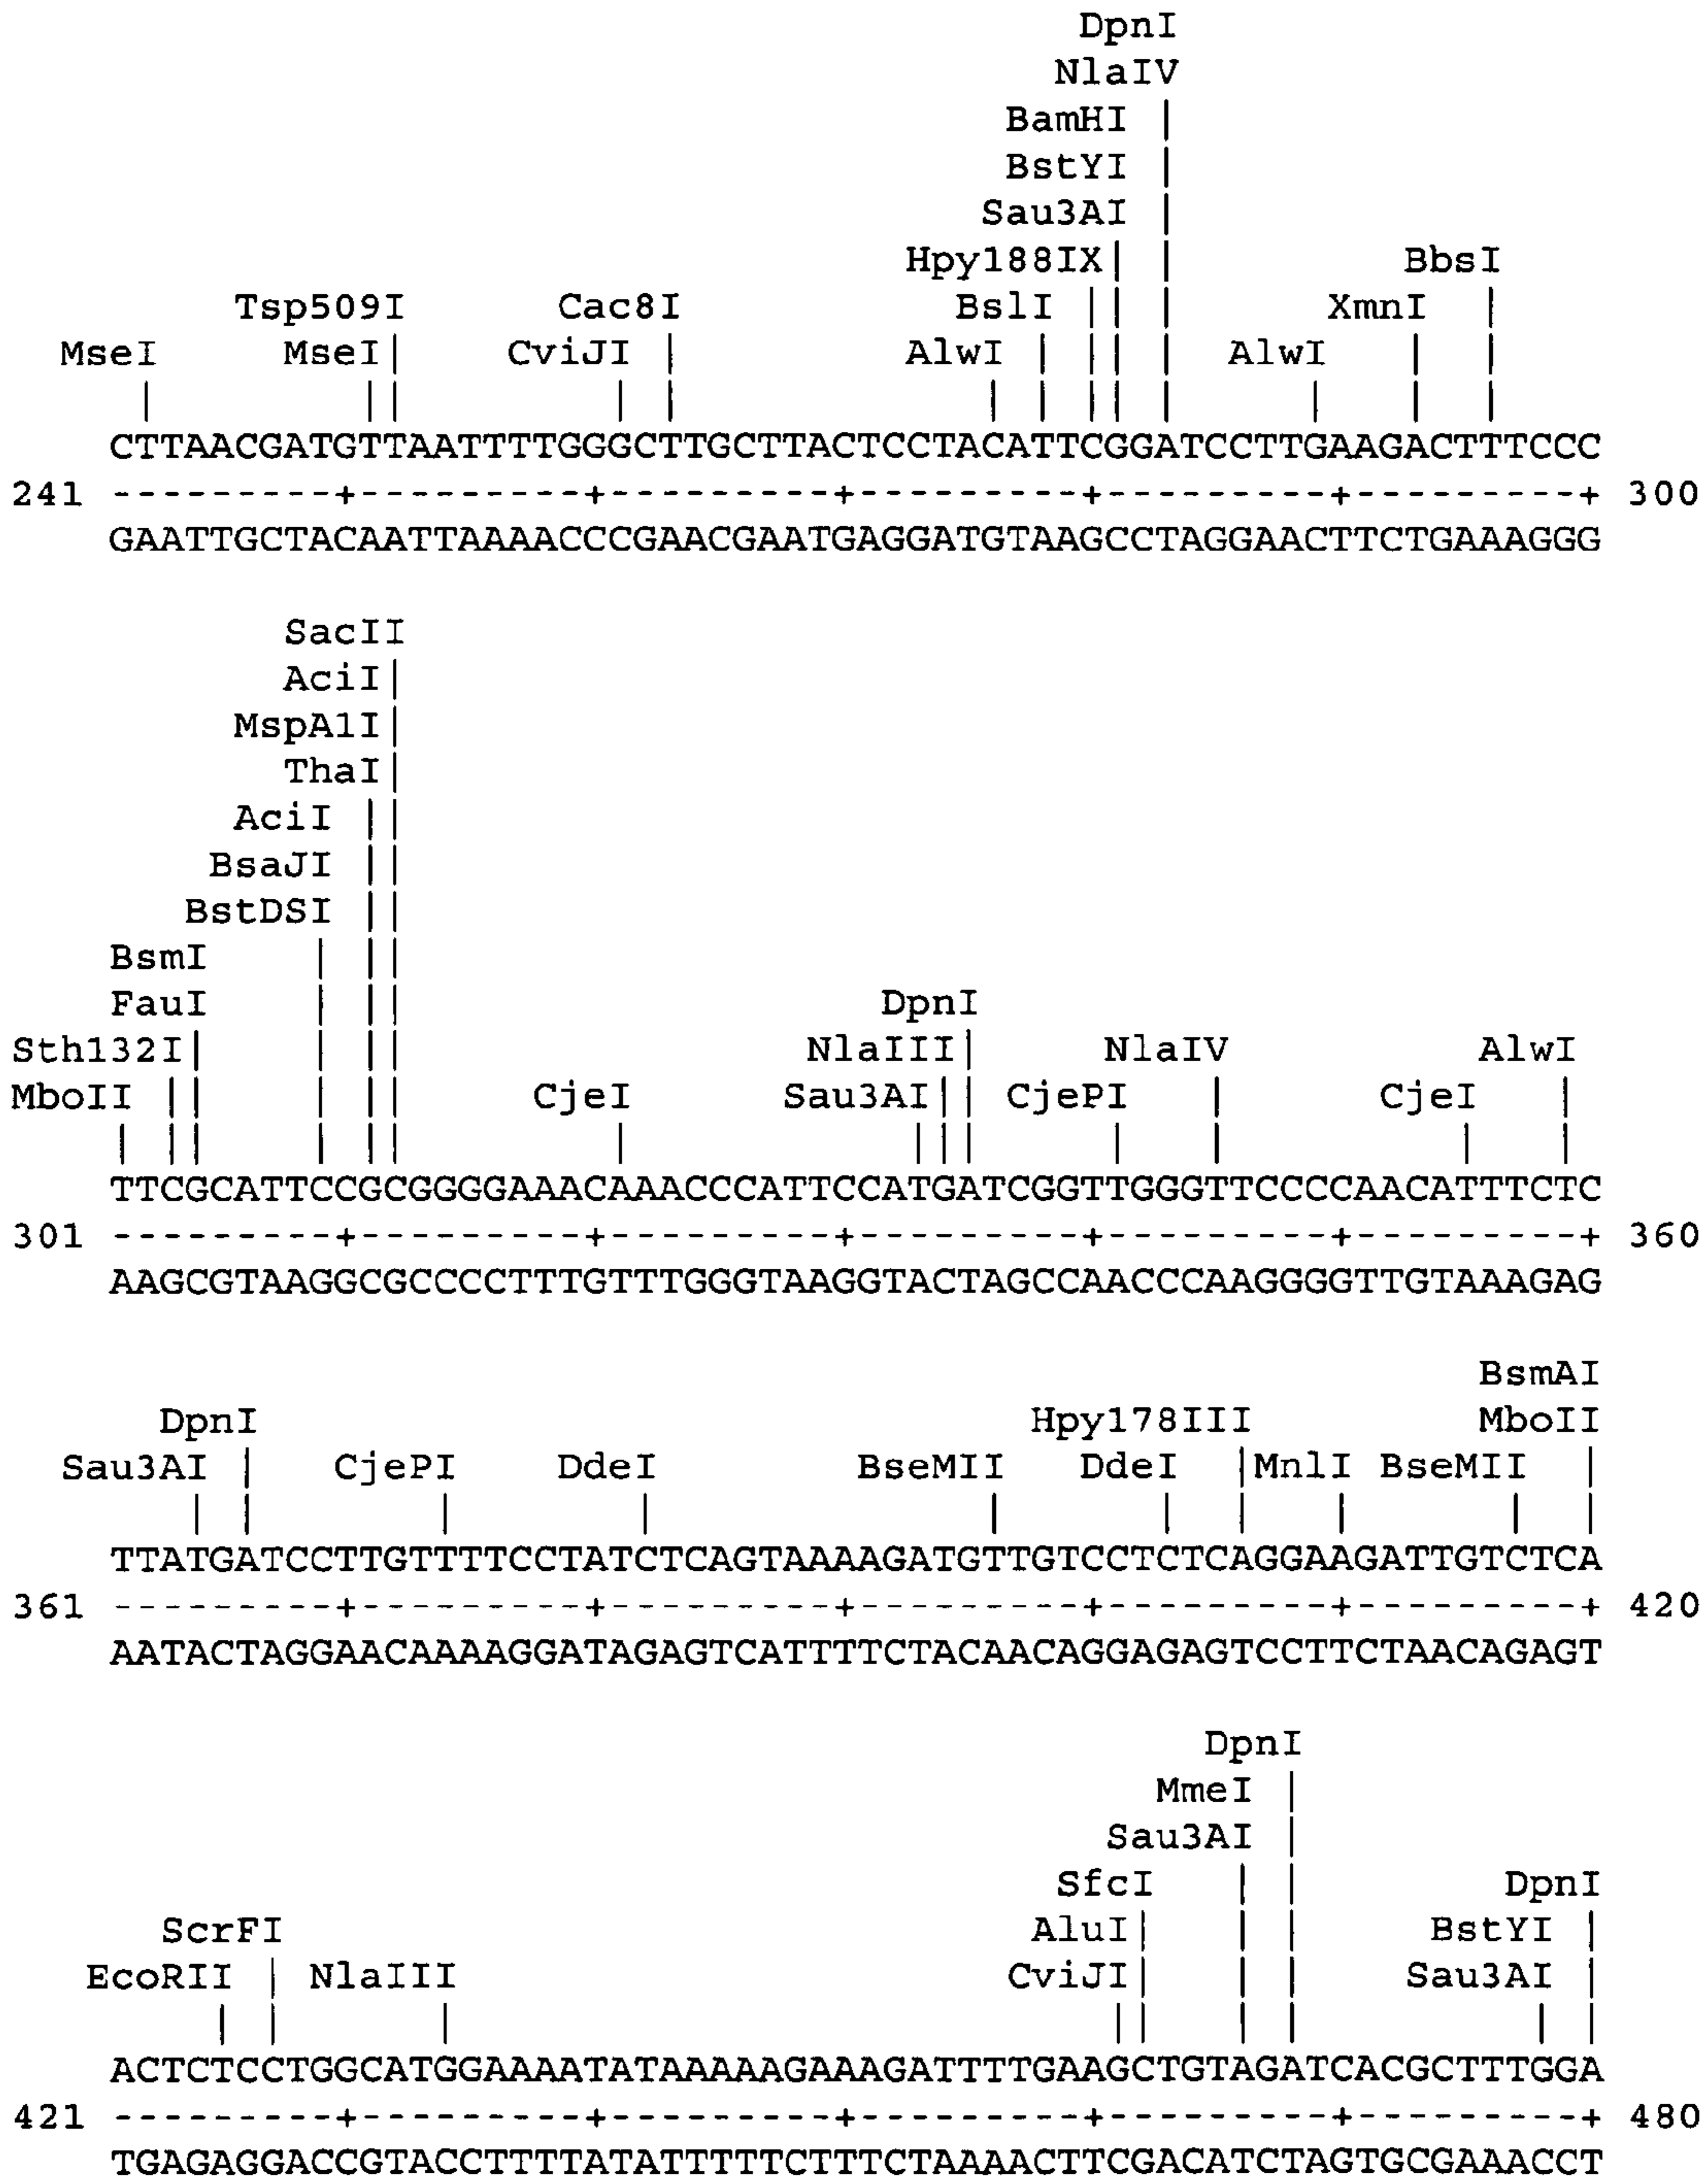 DpnI
NlaIV
BamHI |
BstYI |
Sau3AI |
Hpy188IX| | BbsI
Tsp509I Cac8I BslI || | XmnI |
MseI MseI| CviJI | AlwI | || | AlwI | |
| || | | | | || | | | |
CTTAACGATGTTAATTTTGGGCTTGCTTACTCCTACATTCGGATCCTTGAAGACTTTCCC
241 ---------+---------+---------+---------+---------+---------+ 300
GAATTGCTACAATTAAAACCCGAACGAATGAGGATGTAAGCCTAGGAACTTCTGAAAGGG
SacII
AciI|
MspA1I|
ThaI|
AciI ||
BsaJI ||
BstDSI ||
BsmI | ||
FauI | || DpnI
Sth132I| | || NlaIII| NlaIV AlwI
MboII || | || CjeI Sau3AI|| CjePI | CjeI |
| || | || | ||| | | | |
TTCGCATTCCGCGGGGAAACAAACCCATTCCATGATCGGTTGGGTTCCCCAACATTTCTC
301 ---------+---------+---------+---------+---------+---------+ 360
AAGCGTAAGGCGCCCCTTTGTTTGGGTAAGGTACTAGCCAACCCAAGGGGTTGTAAAGAG
BsmAI
DpnI Hpy178III MboII
Sau3AI | CjePI DdeI BseMII DdeI |MnlI BseMII |
| | | | | | | | | |
TTATGATCCTTGTTTTCCTATCTCAGTAAAAGATGTTGTCCTCTCAGGAAGATTGTCTCA
361 ---------+---------+---------+---------+---------+---------+ 420
AATACTAGGAACAAAAGGATAGAGTCATTTTCTACAACAGGAGAGTCCTTCTAACAGAGT
DpnI
MmeI |
Sau3AI |
SfcI | | DpnI
ScrFI AluI| | | BstYI |
EcoRII | NlaIII CviJI| | | Sau3AI |
| | | || | | | |
ACTCTCCTGGCATGGAAAATATAAAAAGAAAGATTTTGAAGCTGTAGATCACGCTTTGGA
421 ---------+---------+---------+---------+---------+---------+ 480
TGAGAGGACCGTACCTTTTATATTTTTCTTTCTAAAACTTCGACATCTAGTGCGAAACCT